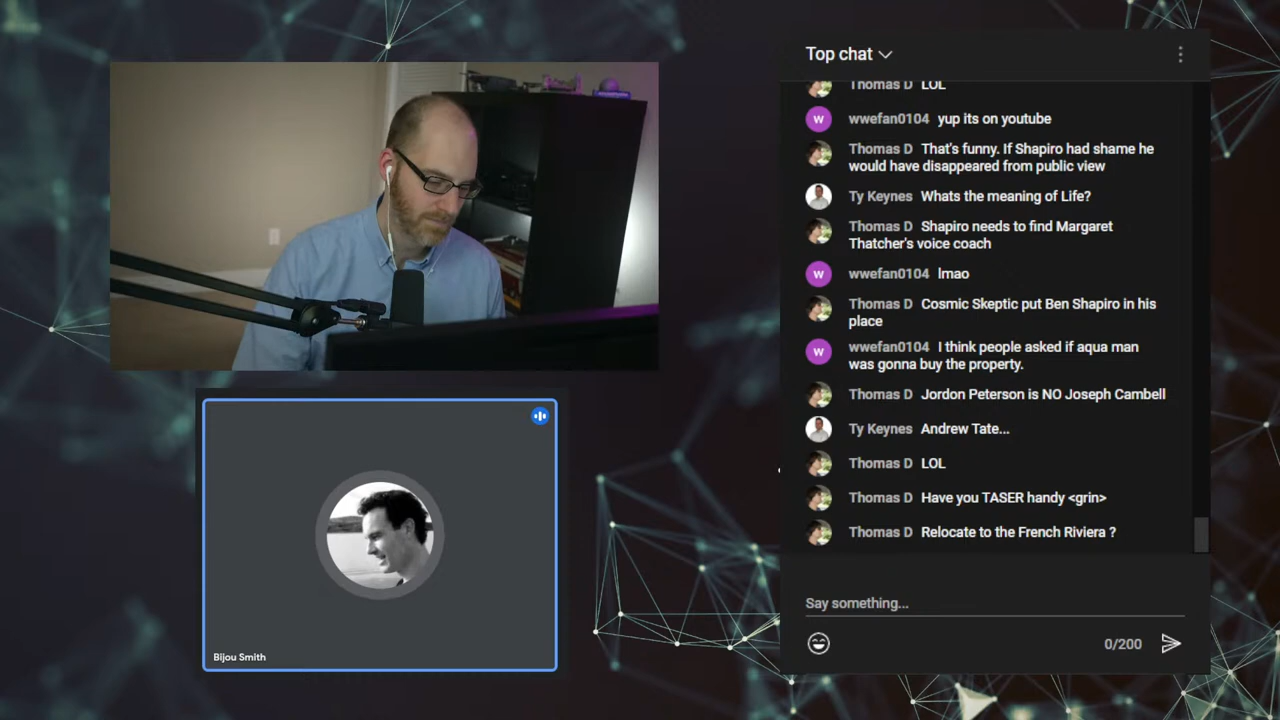 Top chat
Thomas D LOL
W wwefan0104 yup its on youtube
Thomas D That's funny. If Shapiro had shame he
would have disappeared from public view
Ty Keynes Whats the meaning of Life?
Thomas D Shapiro needs to find Margaret
Thatcher's voice coach
W wwefan0104 lmao
Thomas D Cosmic Skeptic put Ben Shapiro in his
place
W wwefan0104 I think people asked if aqua man
was gonna buy the property.
Thomas D Jordon Peterson is NO Joseph Cambell
Ty Keynes Andrew Tate...
Thomas D LOL
Thomas D Have you TASER handy <grin>
Thomas D Relocate to the French Riviera ?
Say something...
0/200
Bijou Smith